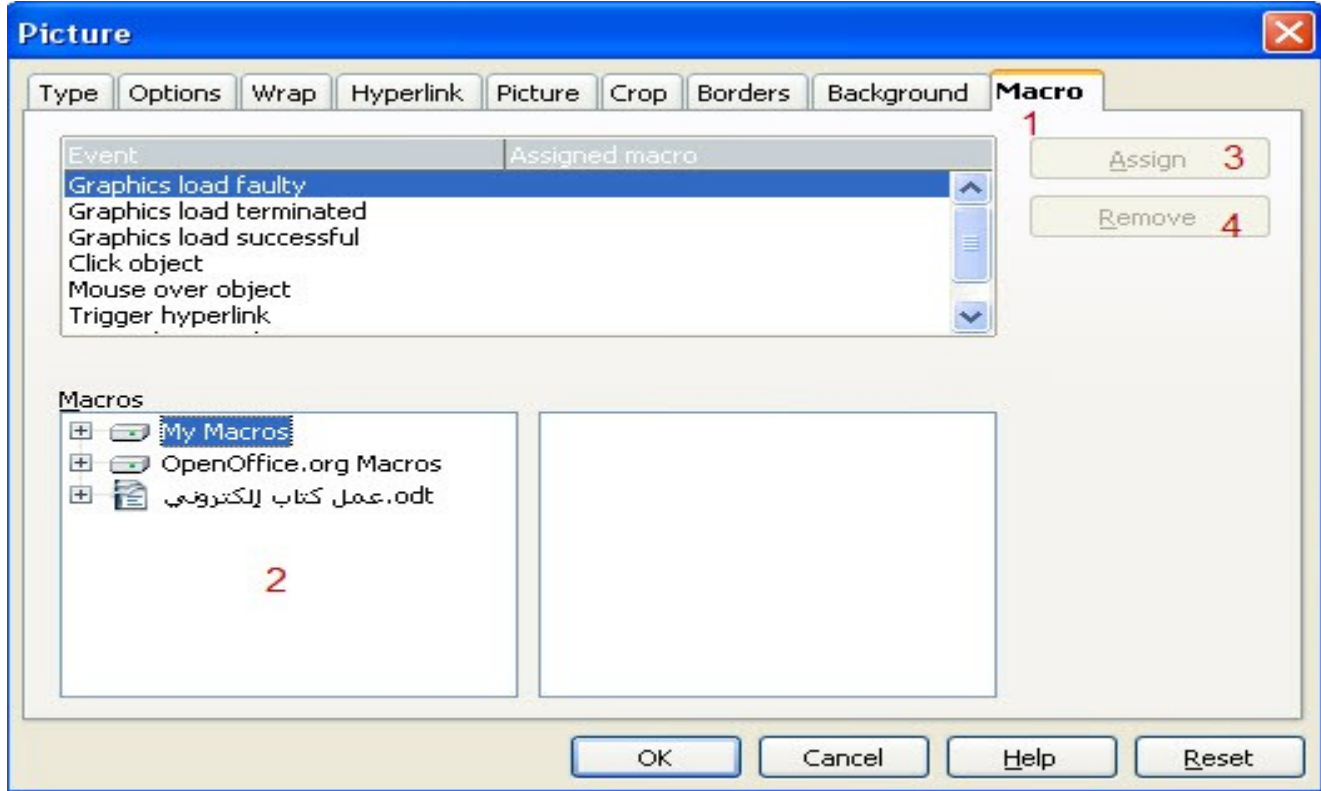 Picture
Type Options Wrap Hyperlink Picture Crop Borders Background Macro
1
Event Assigned macro
Assign 3
Graphics load faulty
Graphics load terminated
Remove 4
Graphics load successful
Click object
Mouse over object
Trigger hyperlink
Macros
My Macros
OpenOffice.org Macros
عمل كتاب إلكتروني.odt
2
OK Cancel Help Reset